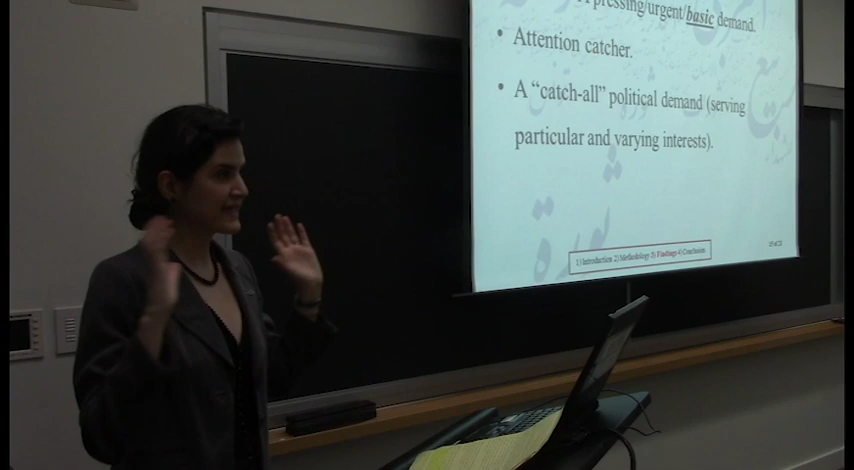 pressing/urgent/basic demand.
• Attention catcher.
• A “catch-all” political demand (serving
particular and varying interests).
1) Introduction 2) Methodology 3) Findings 4) Conclusion